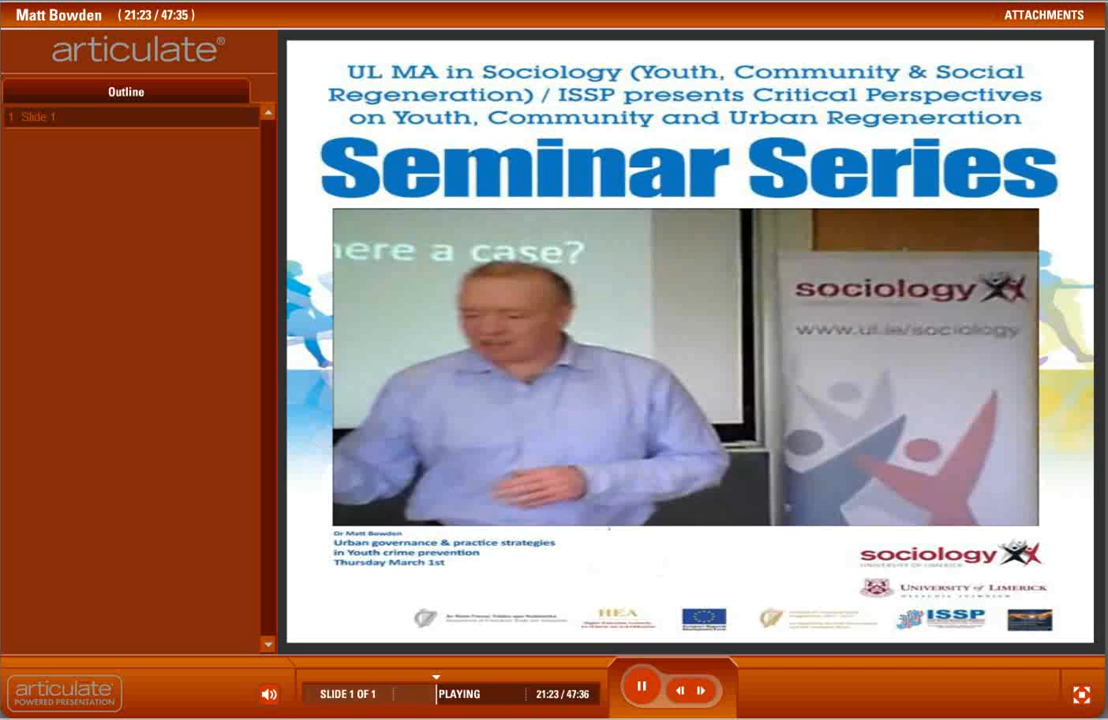 Matt Bowden ( 21:23 / 47:35 )
ATTACHMENTS
articulate®
Outline
1 Slide 1
UL MA in Sociology (Youth, Community & Social
Regeneration) / ISSP presents Critical Perspectives
on Youth, Community and Urban Regeneration
Seminar Series
here a case?
sociology
www.ul.ie/sociology
Dr Matt Bowden
Urban governance & practice strategies
in Youth crime prevention
Thursday March 1st
sociology
UNIVERSITY OF LIMERICK
UNIVERSITY of LIMERICK
HEA
ISSP
articulate
POWERED PRESENTATION
SLIDE 1 OF 1
PLAYING
21:23 / 47:36